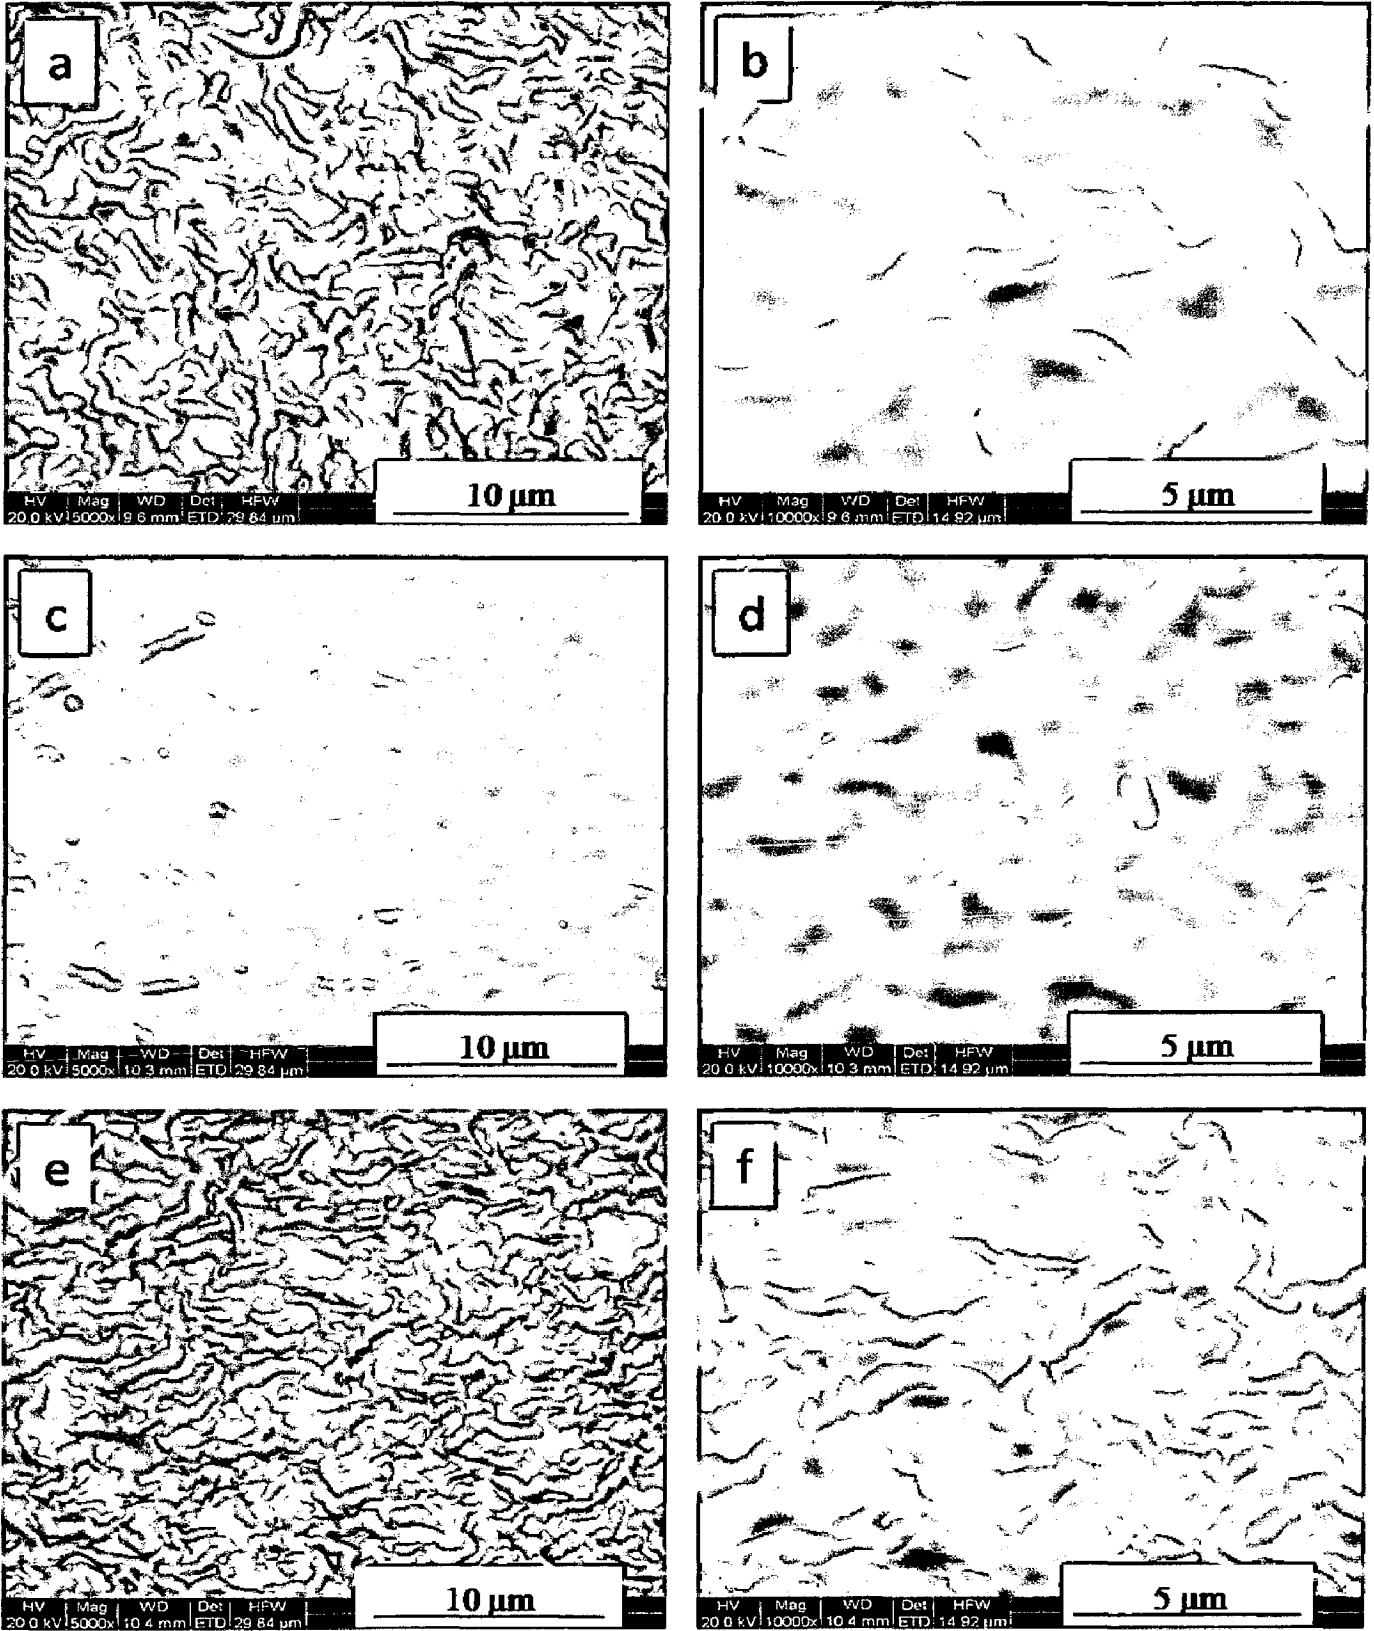 a
10 µm
HV Mag WD Det HFW
20.0 kV 5000x 9.6 mm ETD 29.84 µm
b
5 µm
HV Mag WD Det HFW
20.0 kV 10000x 9.6 mm ETD 14.92 µm
c
10 µm
HV Mag WD Det HFW
20.0 kV 5000x 10.3 mm ETD 29.84 µm
d
5 µm
HV Mag WD Det HFW
20.0 kV 10000x 10.3 mm ETD 14.92 µm
e
10 µm
HV Mag WD Det HFW
20.0 kV 5000x 10.4 mm ETD 29.84 µm
f
5 µm
HV Mag WD Det HFW
20.0 kV 10000x 10.4 mm ETD 14.92 µm